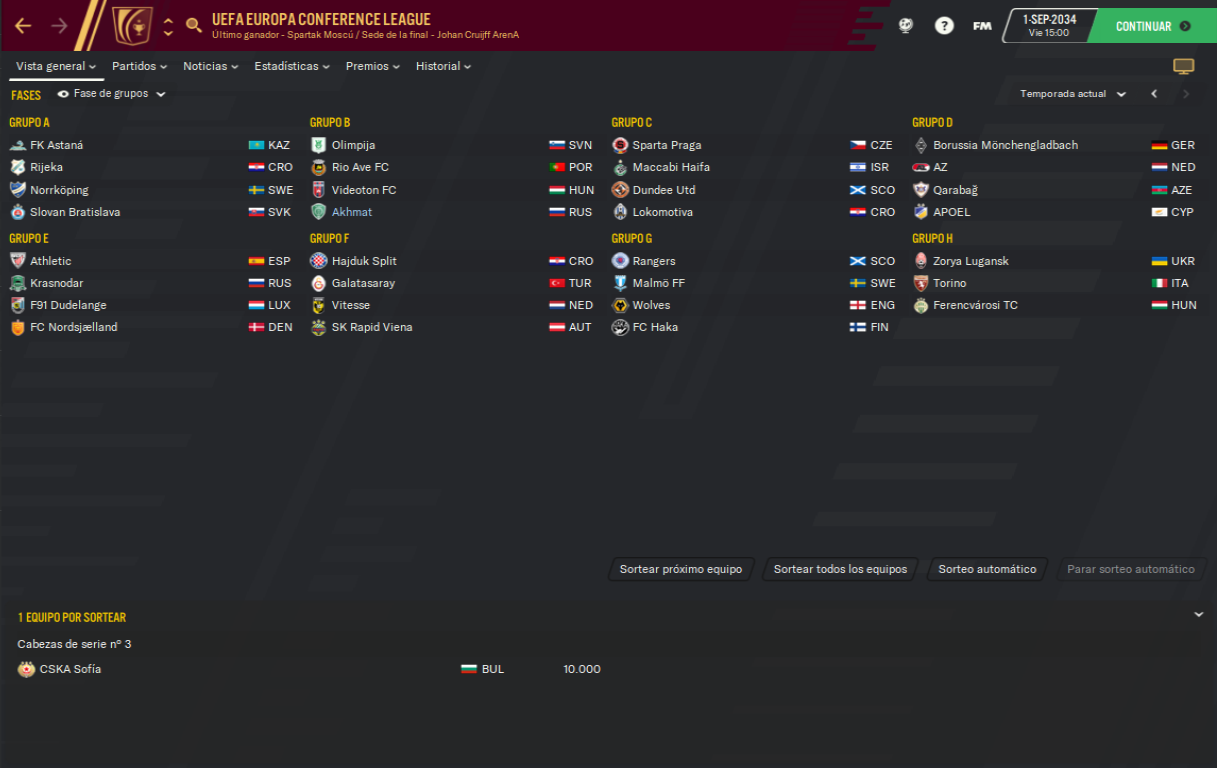 UEFA EUROPA CONFERENCE LEAGUE
Último ganador - Spartak Moscú / Sede de la final - Johan Cruijff ArenA
?
FM
1-SEP-2034
Vie 15:00
CONTINUAR
Vista general
Partidos
Noticias
Estadísticas
Premios
Historial
FASES
Fase de grupos
Temporada actual
GRUPO A
FK Astaná KAZ
Rijeka CRO
Norrköping SWE
Slovan Bratislava SVK
GRUPO B
Olimpija SVN
Rio Ave FC POR
Videoton FC HUN
Akhmat RUS
GRUPO C
Sparta Praga CZE
Maccabi Haifa ISR
Dundee Utd SCO
Lokomotiva CRO
GRUPO D
Borussia Mönchengladbach GER
AZ NED
Qarabağ AZE
APOEL CYP
GRUPO E
Athletic ESP
Krasnodar RUS
F91 Dudelange LUX
FC Nordsjælland DEN
GRUPO F
Hajduk Split CRO
Galatasaray TUR
Vitesse NED
SK Rapid Viena AUT
GRUPO G
Rangers SCO
Malmö FF SWE
Wolves ENG
FC Haka FIN
GRUPO H
Zorya Lugansk UKR
Torino ITA
Ferencvárosi TC HUN
Sortear próximo equipo
Sortear todos los equipos
Sorteo automático
Parar sorteo automático
1 EQUIPO POR SORTEAR
Cabezas de serie nº 3
CSKA Sofía BUL 10.000